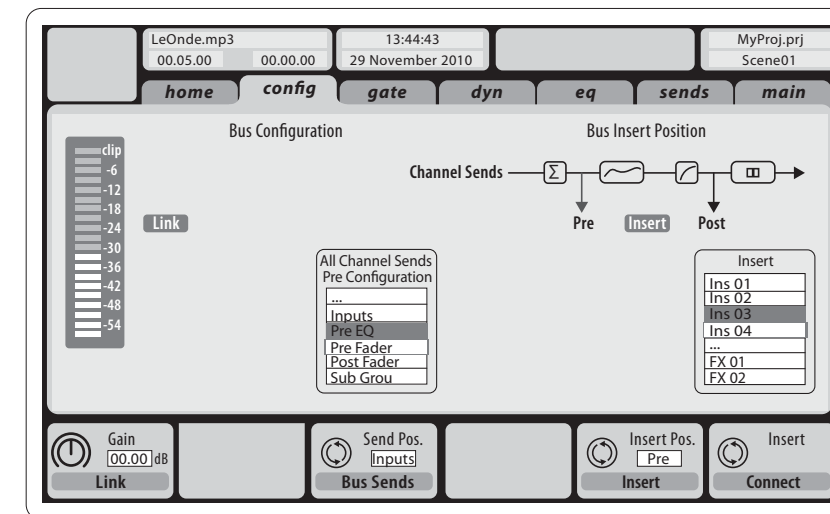 LeOnde.mp3
00.05.00 00.00.00
13:44:43
29 November 2010
MyProj.prj
Scene01
home config gate dyn eq sends main
Bus Configuration
Bus Insert Position
clip
-6
-12
-18
-24
-30
-36
-42
-48
-54
Link
Channel Sends
Σ
Pre Insert Post
All Channel Sends
Pre Configuration
...
Inputs
Pre EQ
Pre Fader
Post Fader
Sub Grou
Insert
Ins 01
Ins 02
Ins 03
Ins 04
...
FX 01
FX 02
Gain
00.00 dB
Link
Send Pos.
Inputs
Bus Sends
Insert Pos.
Pre
Insert
Insert
Connect